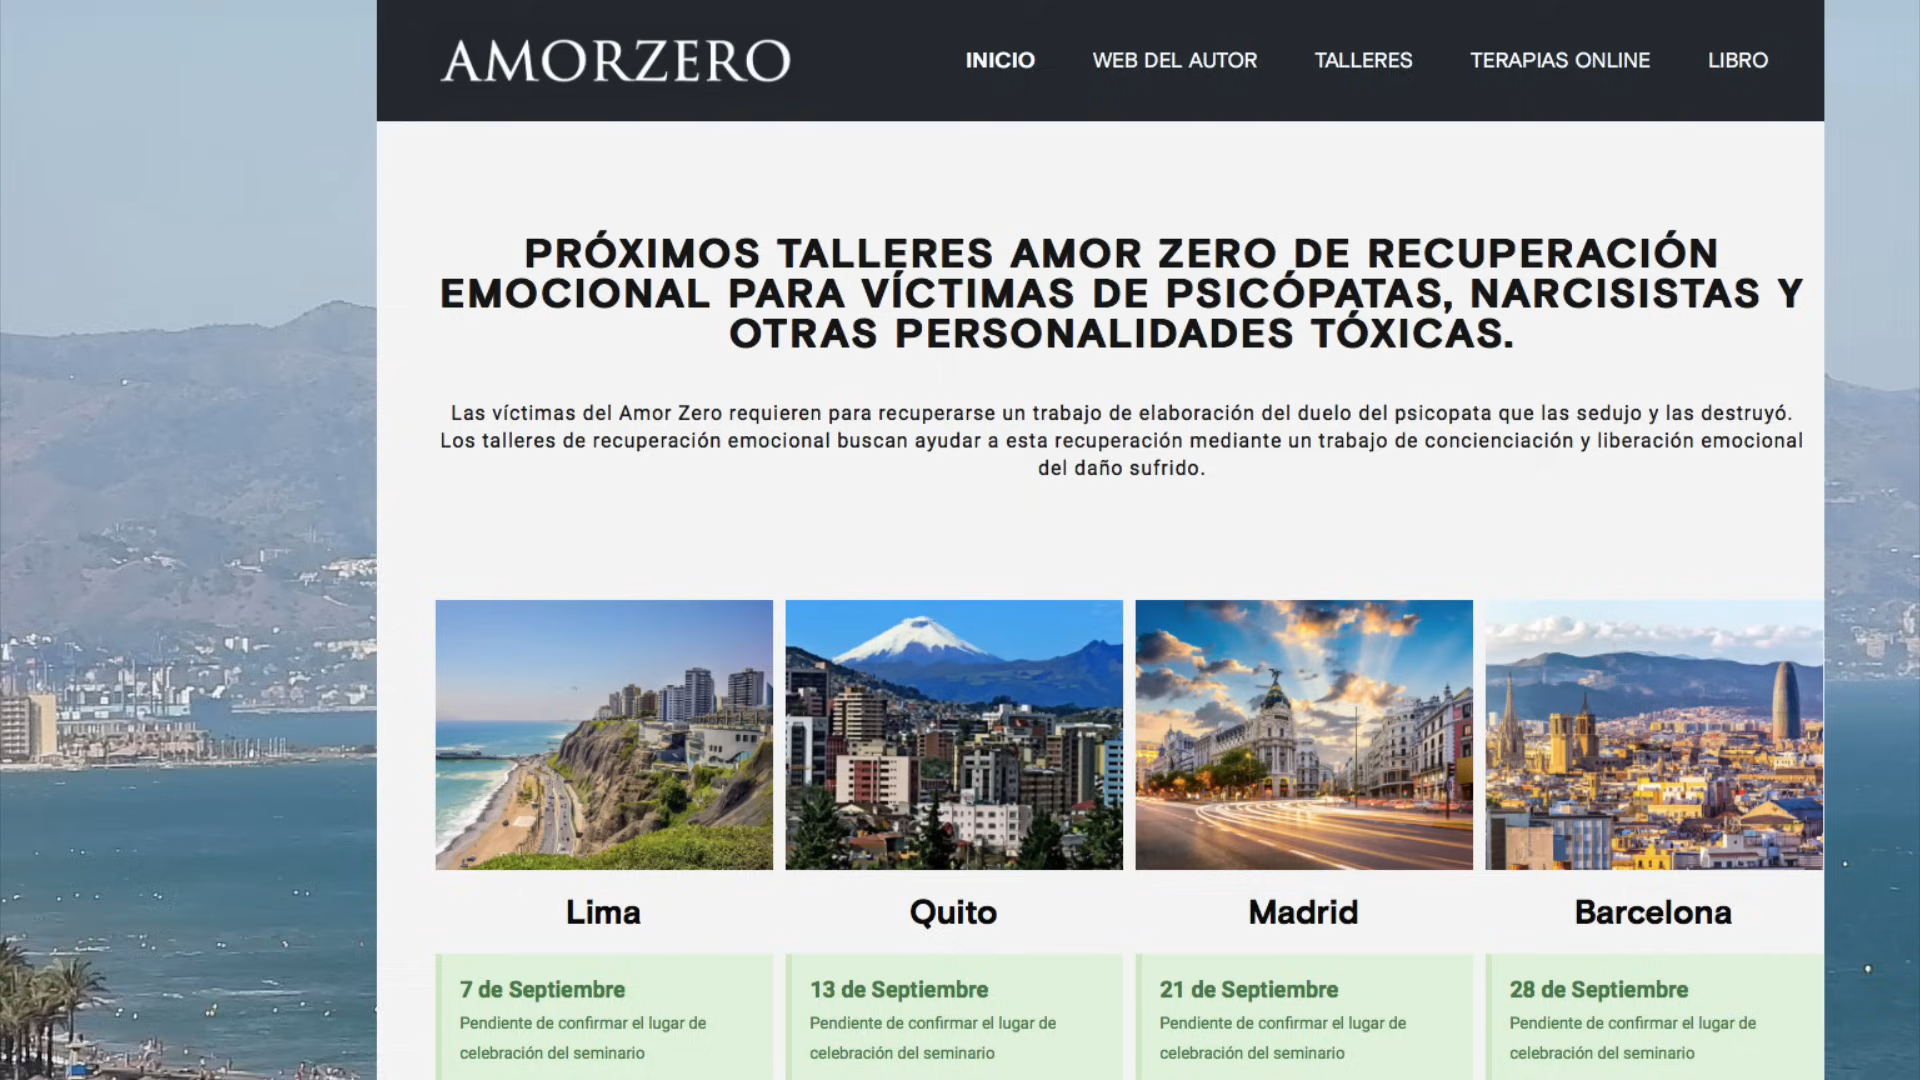 AMORZERO
INICIO
WEB DEL AUTOR
TALLERES
TERAPIAS ONLINE
LIBRO
PRÓXIMOS TALLERES AMOR ZERO DE RECUPERACIÓN
EMOCIONAL PARA VÍCTIMAS DE PSICÓPATAS, NARCISISTAS Y
OTRAS PERSONALIDADES TÓXICAS.
Las víctimas del Amor Zero requieren para recuperarse un trabajo de elaboración del duelo del psicopata que las sedujo y las destruyó.
Los talleres de recuperación emocional buscan ayudar a esta recuperación mediante un trabajo de concienciación y liberación emocional
del daño sufrido.
Lima
7 de Septiembre
Pendiente de confirmar el lugar de
celebración del seminario
Quito
13 de Septiembre
Pendiente de confirmar el lugar de
celebración del seminario
Madrid
21 de Septiembre
Pendiente de confirmar el lugar de
celebración del seminario
Barcelona
28 de Septiembre
Pendiente de confirmar el lugar de
celebración del seminario